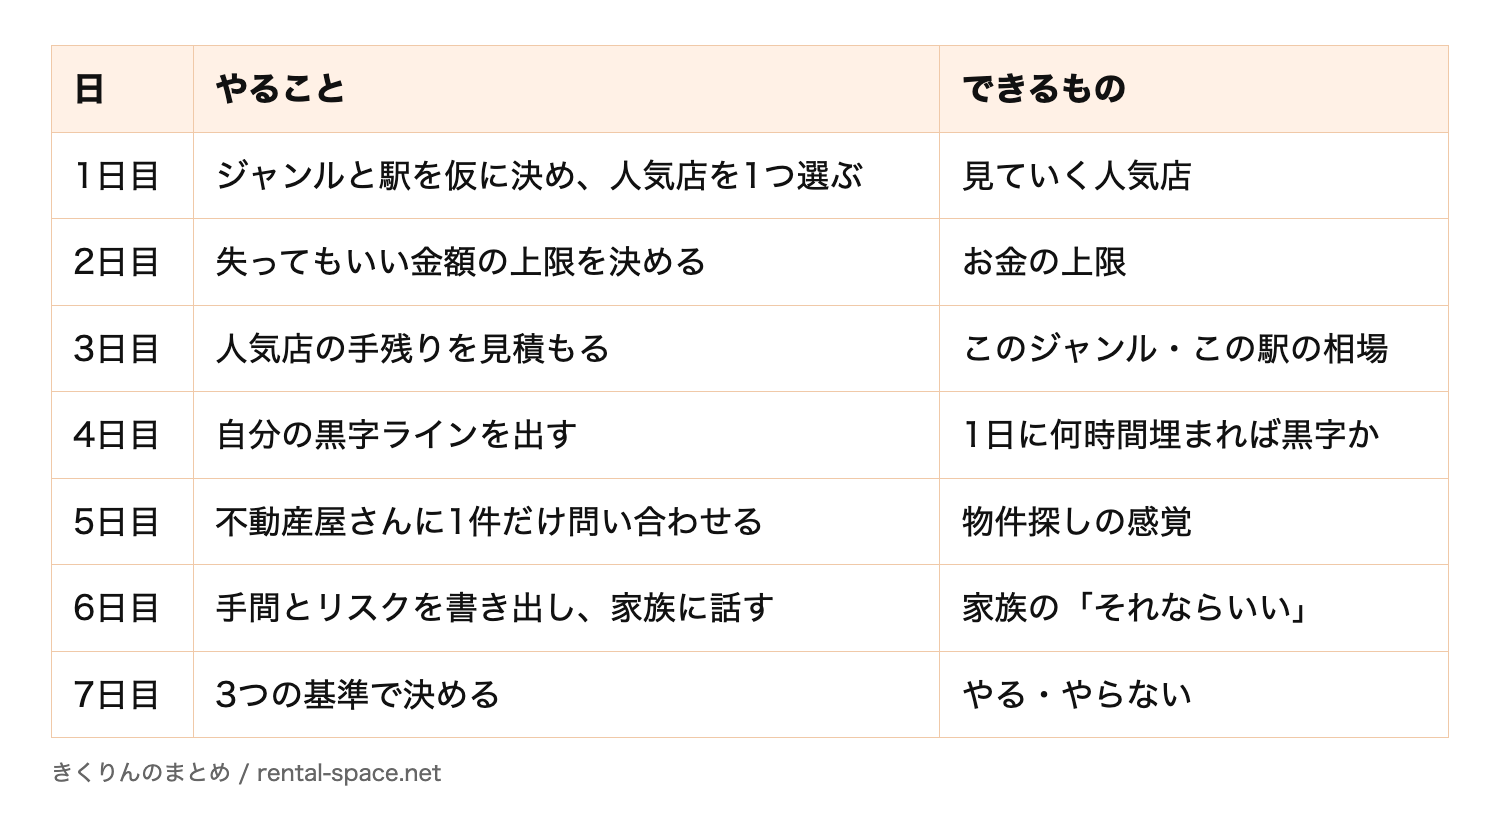 日 やること できるもの
1日目 ジャンルと駅を仮に決め、人気店を1つ選ぶ 見ていく人気店
2日目 失ってもいい金額の上限を決める お金の上限
3日目 人気店の手残りを見積もる このジャンル・この駅の相場
4日目 自分の黒字ラインを出す 1日に何時間埋まれば黒字か
5日目 不動産屋さんに1件だけ問い合わせる 物件探しの感覚
6日目 手間とリスクを書き出し、家族に話す 家族の「それならいい」
7日目 3つの基準で決める やる・やらない
きくりんのまとめ / rental-space.net